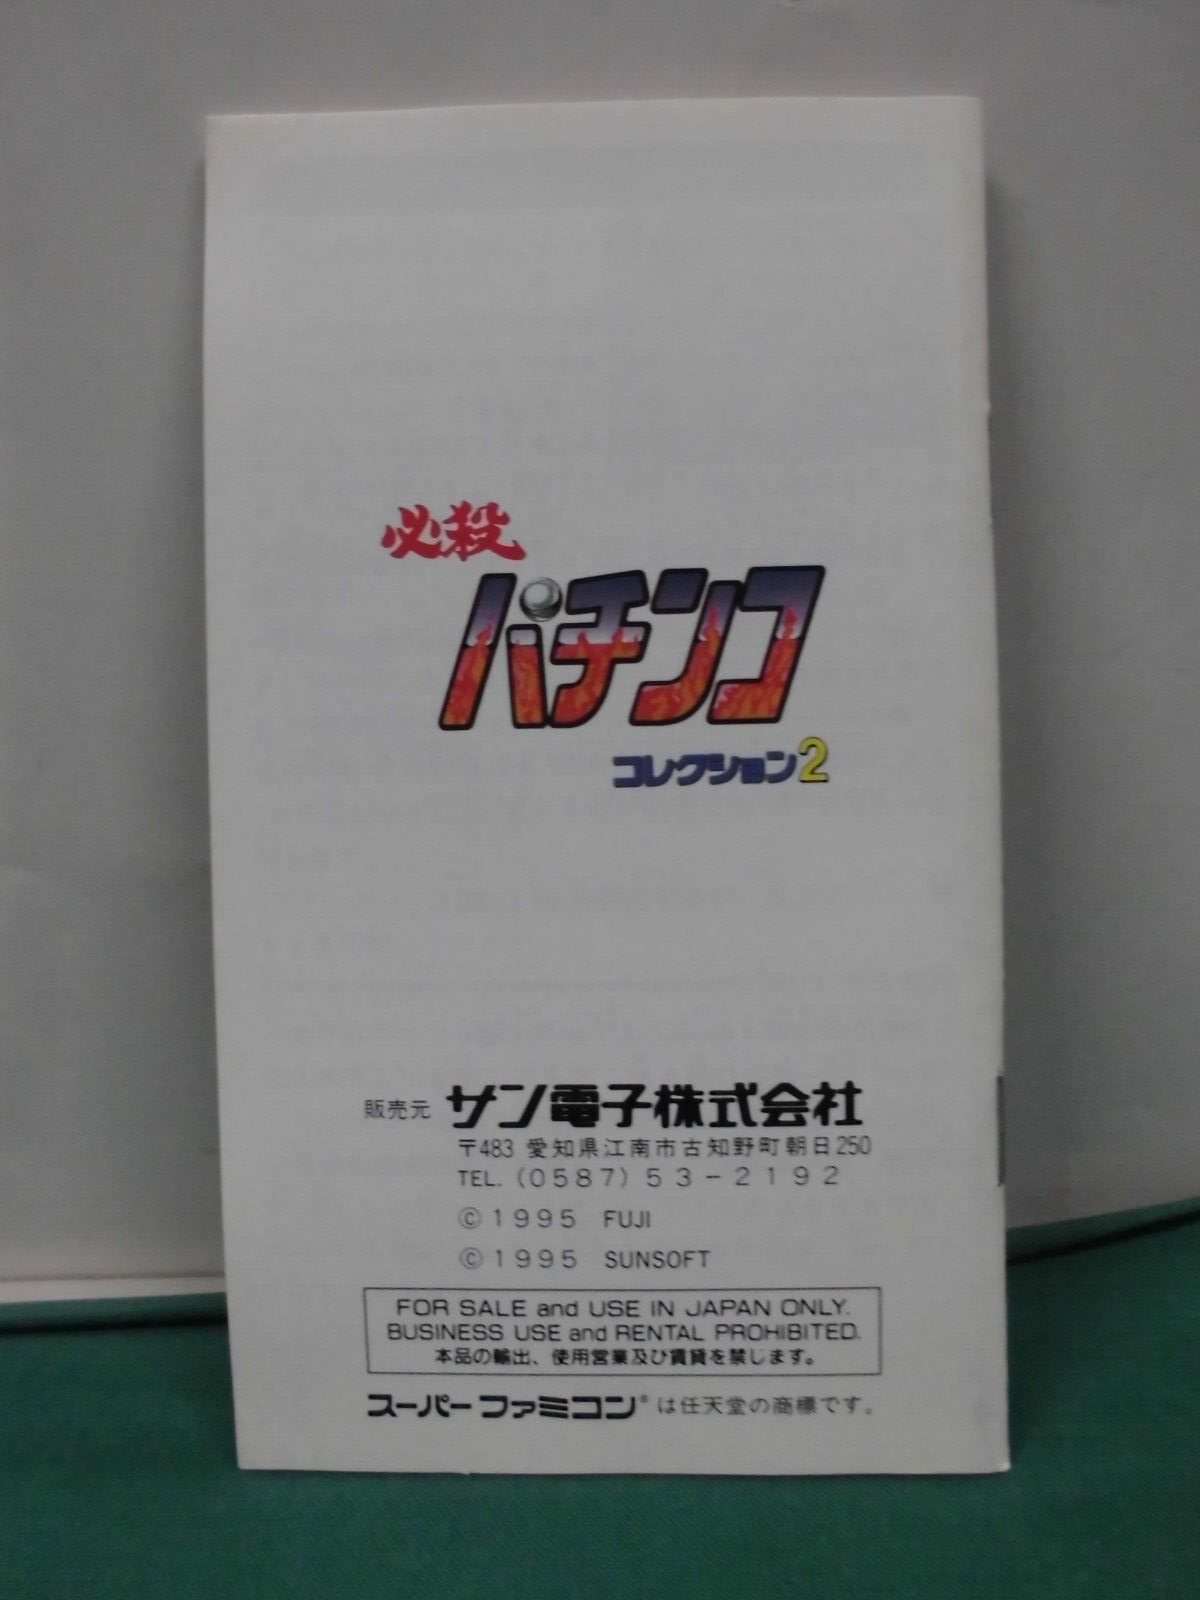 必殺
パチンコ
コレクション2
販売元 サン電子株式会社
〒483 愛知県江南市古知野町朝日250
TEL. (0587) 53-2192
© 1995 FUJI
© 1995 SUNSOFT
FOR SALE and USE IN JAPAN ONLY.
BUSINESS USE and RENTAL PROHIBITED.
本品の輸出、使用営業及び賃貸を禁じます。
スーパーファミコン®は任天堂の商標です。